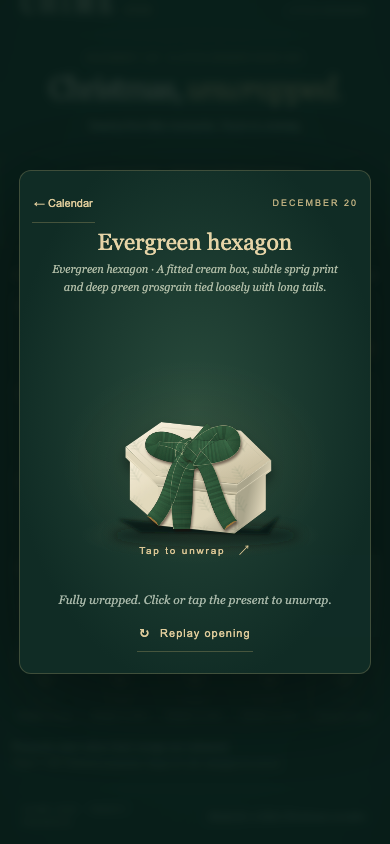 ← Calendar
DECEMBER 20
Evergreen hexagon
Evergreen hexagon · A fitted cream box, subtle sprig print
and deep green grosgrain tied loosely with long tails.
Tap to unwrap ↗
Fully wrapped. Click or tap the present to unwrap.
↻ Replay opening